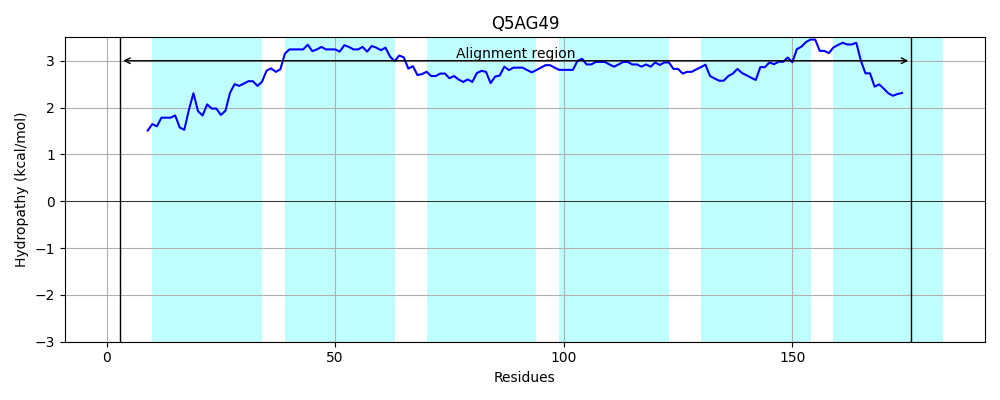 Q5AG49
Alignment region
Hydropathy (kcal/mol)
3
2
1
0
−1
−2
−3
0 50 100 150
Residues